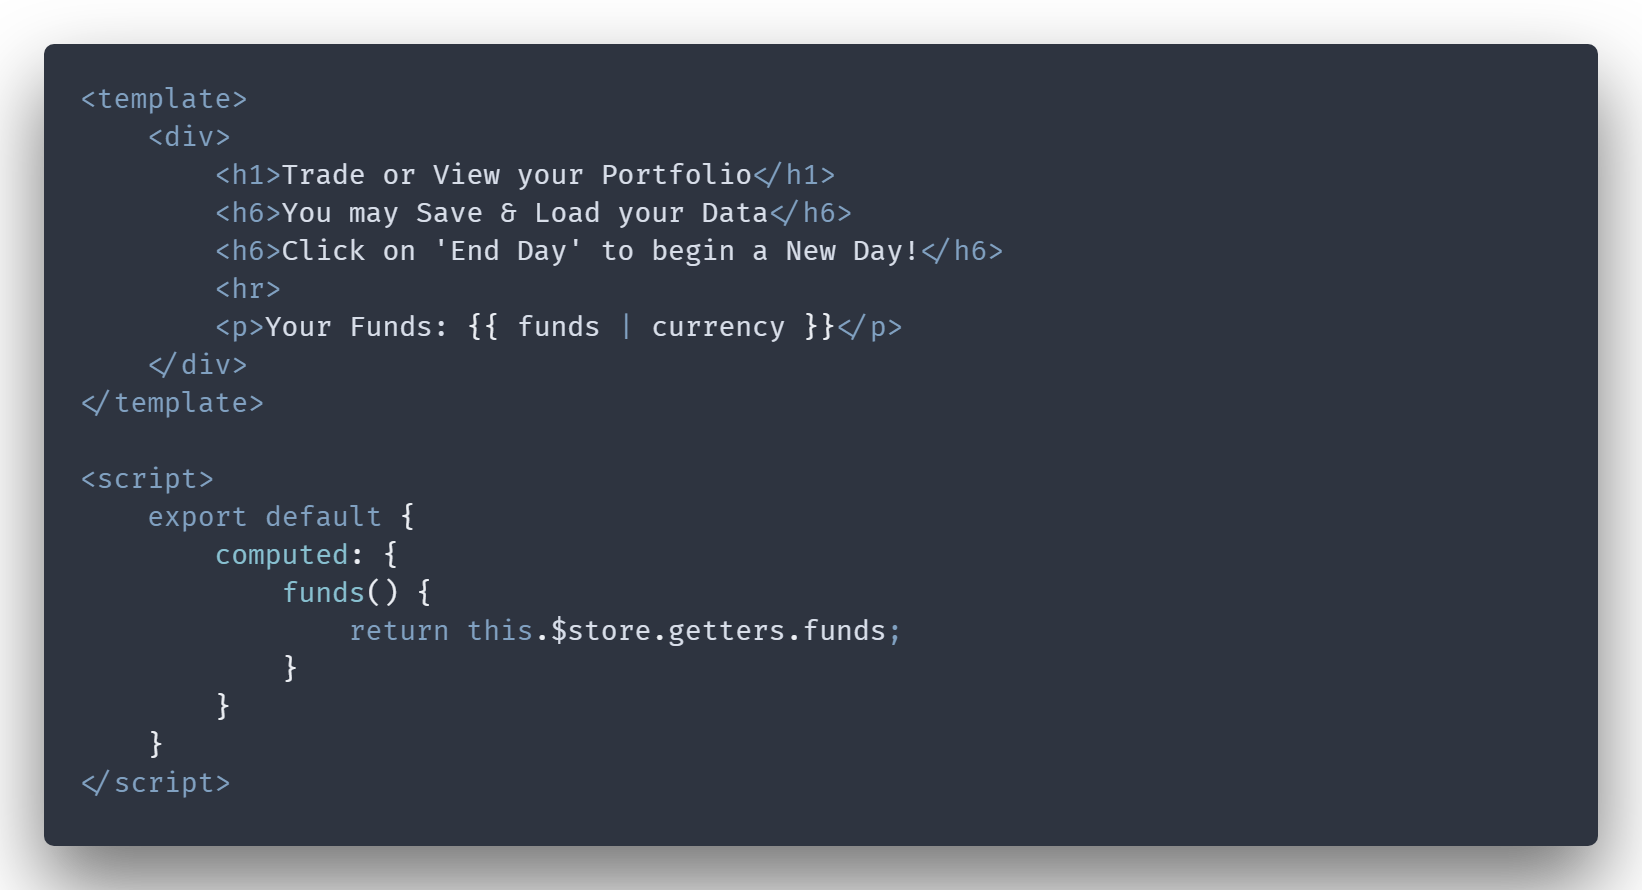 <template>
    <div>
        <h1>Trade or View your Portfolio</h1>
        <h6>You may Save & Load your Data</h6>
        <h6>Click on 'End Day' to begin a New Day!</h6>
        <hr>
        <p>Your Funds: {{ funds | currency }}</p>
    </div>
</template>

<script>
    export default {
        computed: {
            funds() {
                return this.$store.getters.funds;
            }
        }
    }
</script>